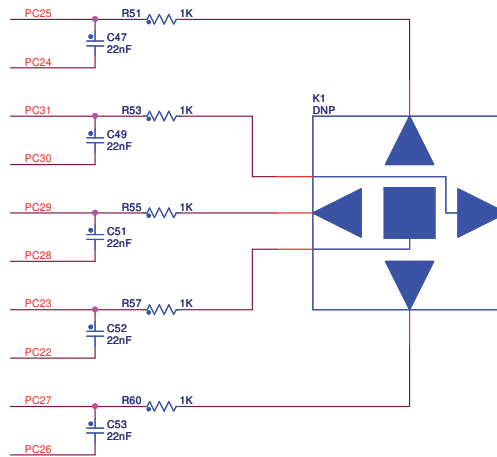 PC25
R51
1K
C47
22nF
PC24
K1
DNP
PC31
R53
1K
C49
22nF
PC30
PC29
R55
1K
C51
22nF
PC28
PC23
R57
1K
C52
22nF
PC22
PC27
R60
1K
C53
22nF
PC26